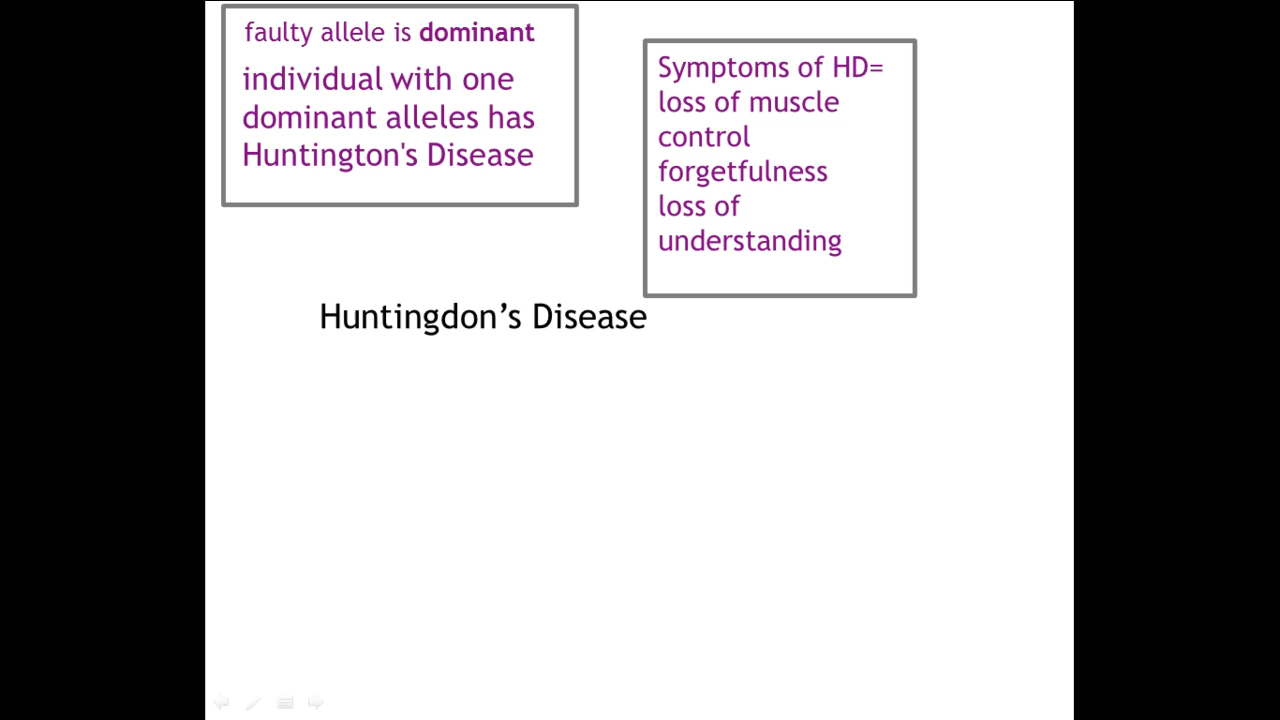 faulty allele is dominant
individual with one
dominant alleles has
Huntington's Disease
Symptoms of HD=
loss of muscle
control
forgetfulness
loss of
understanding
Huntingdon’s Disease